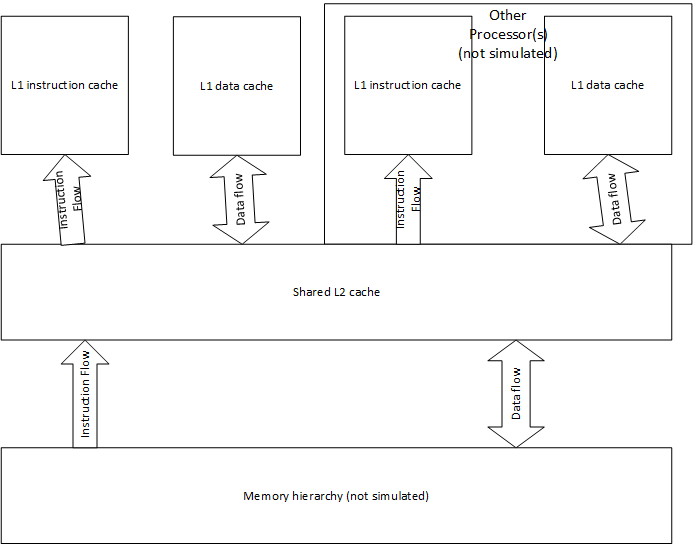 Other
Processor(s)
(not simulated)
L1 instruction cache
L1 data cache
L1 instruction cache
L1 data cache
Instruction
Flow
Data flow
Instruction
Flow
Data flow
Shared L2 cache
Instruction Flow
Data flow
Memory hierarchy (not simulated)